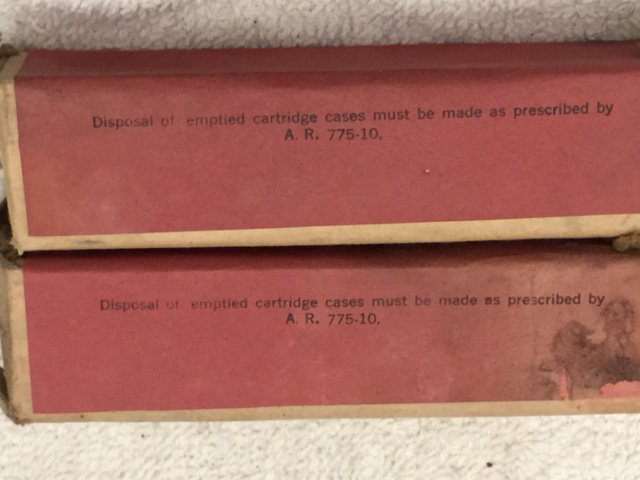 Disposal of emptied cartridge cases must be made as prescribed by
A. R. 775-10,
Disposal of emptied cartridge cases must be made as prescribed by
A. R. 775-10,